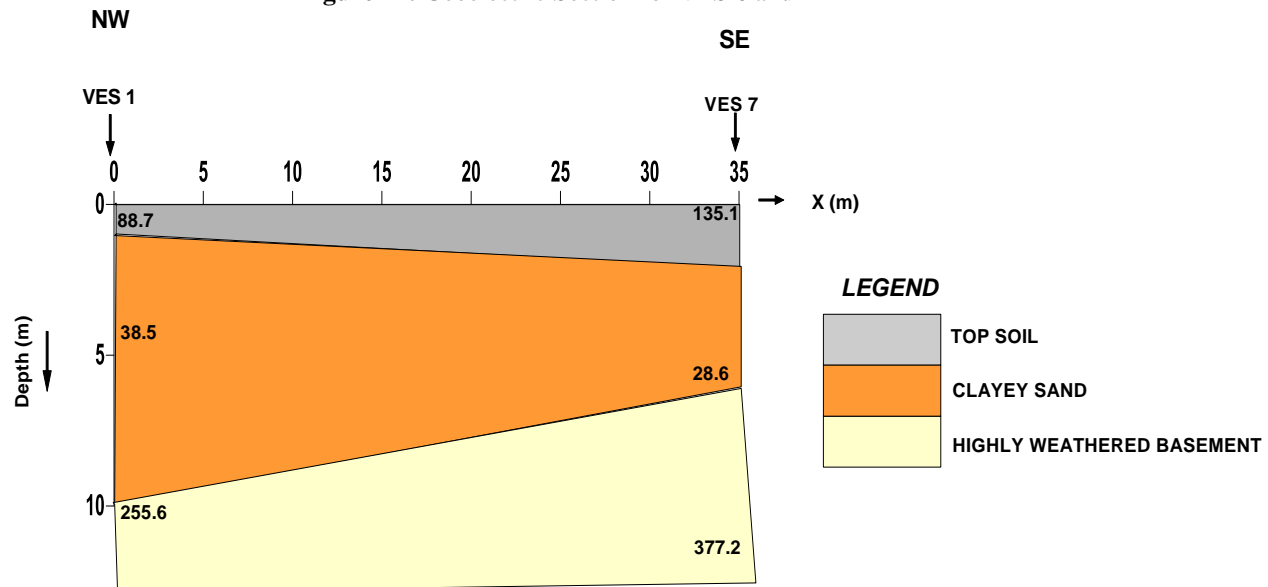 NW
SE
VES 1
VES 7
0 5 10 15 20 25 30 35
X (m)
0
88.7
135.1
LEGEND
TOP SOIL
38.5
5
28.6
Depth (m)
CLAYEY SAND
HIGHLY WEATHERED BASEMENT
10
255.6
377.2